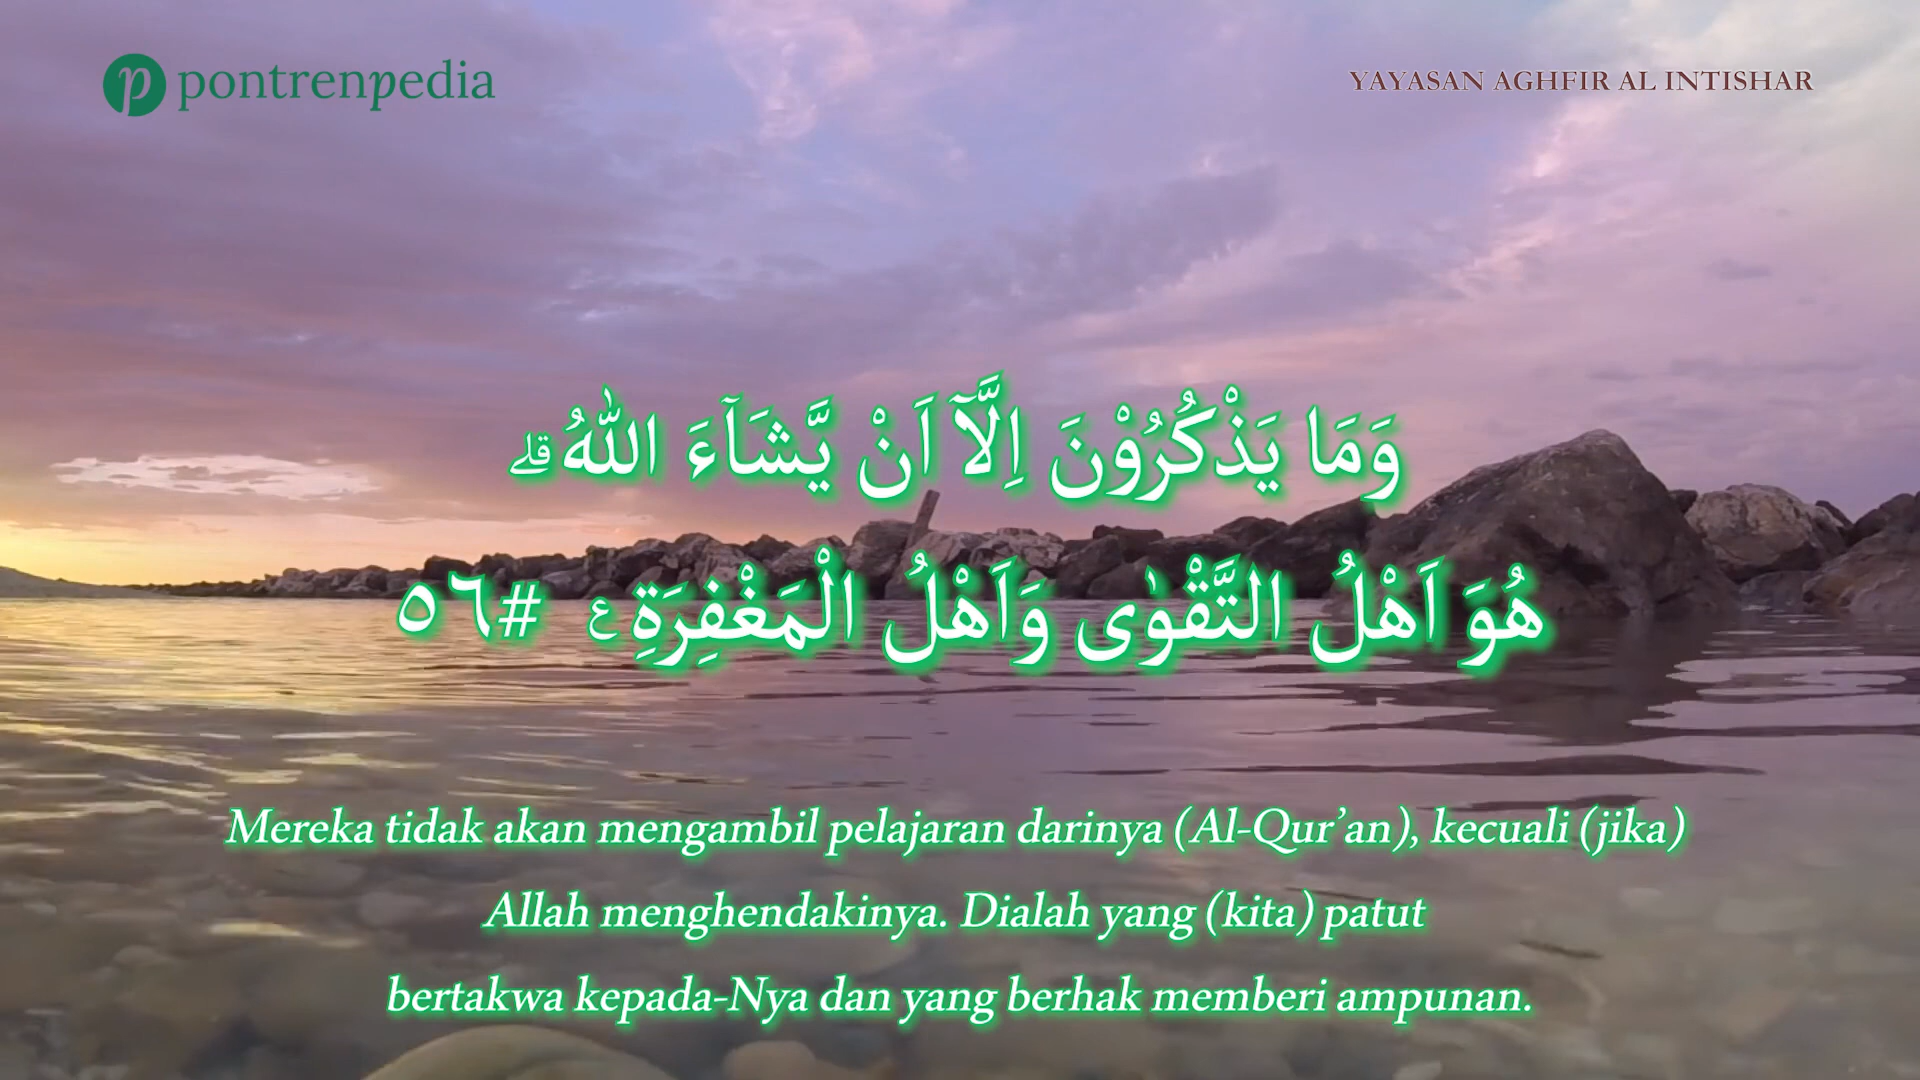 pontrenpedia
YAYASAN AGHFIR AL INTISHAR
وَمَا يَذْكُرُوْنَ اِلَّآ اَنْ يَّشَاۤءَ اللّٰهُ ۗ
هُوَ اَهْلُ التَّقْوٰى وَاَهْلُ الْمَغْفِرَةِ ࣖ #٥٦
Mereka tidak akan mengambil pelajaran darinya (Al-Qur’an), kecuali (jika)
Allah menghendakinya. Dialah yang (kita) patut
bertakwa kepada-Nya dan yang berhak memberi ampunan.